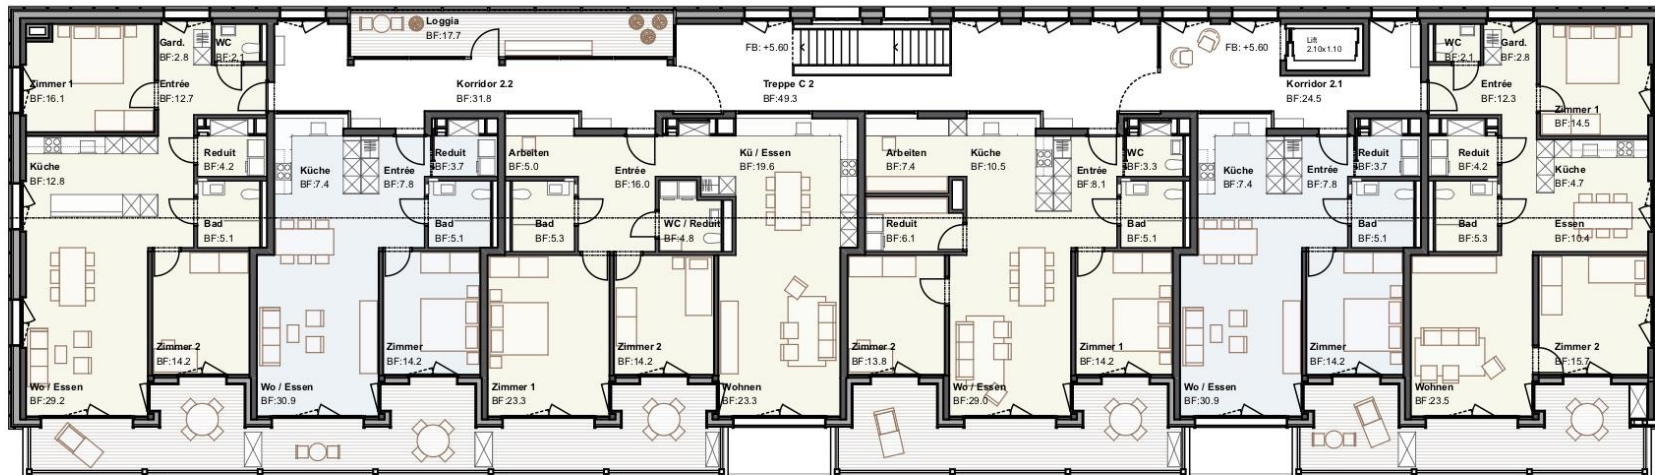 Loggia
BF:17.7
Gard.
BF:2.8
WC
BF:2.1
FB: +5.60
FB: +5.60
Lift
2.10x1.10
WC
BF:2.1
Gard.
BF:2.8
Zimmer 1
BF:16.1
Entrée
BF:12.7
Korridor 2.2
BF:31.8
Treppe C 2
BF:49.3
Korridor 2.1
BF:24.5
Entrée
BF:12.3
Zimmer 1
BF:14.5
Küche
BF:12.8
Reduit
BF:4.2
Küche
BF:7.4
Entrée
BF:7.8
Reduit
BF:3.7
Arbeiten
BF:5.0
Entrée
BF:16.0
Kü / Essen
BF:19.6
Arbeiten
BF:7.4
Küche
BF:10.5
Entrée
BF:8.1
WC
BF:3.3
Küche
BF:7.4
Entrée
BF:7.8
Reduit
BF:3.7
Reduit
BF:4.2
Küche
BF:4.7
Bad
BF:5.1
Bad
BF:5.1
Bad
BF:5.3
WC / Reduit
BF:4.8
Reduit
BF:6.1
Bad
BF:5.1
Bad
BF:5.1
Bad
BF:5.3
Essen
BF:10.4
Zimmer 2
BF:14.2
Zimmer
BF:14.2
Zimmer 2
BF:14.2
Zimmer 2
BF:13.8
Zimmer 1
BF:14.2
Zimmer
BF:14.2
Zimmer 2
BF:15.7
Wo / Essen
BF:29.2
Wo / Essen
BF:30.9
Zimmer 1
BF:23.3
Wohnen
BF:23.3
Wo / Essen
BF:29.0
Wo / Essen
BF:30.9
Wohnen
BF:23.5